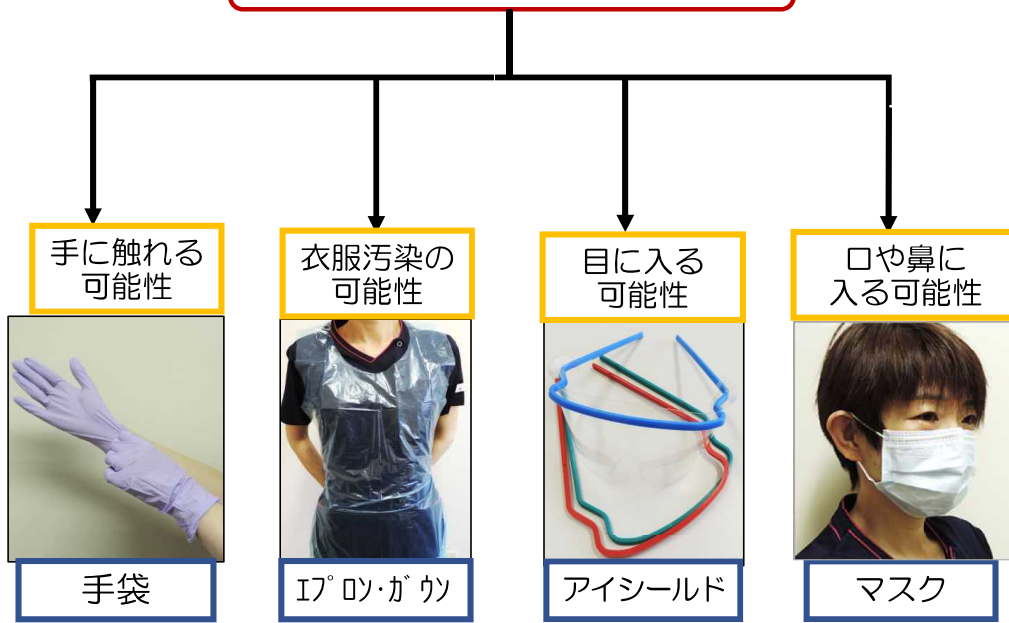 手に触れる
可能性
衣服汚染の
可能性
目に入る
可能性
口や鼻に
入る可能性
手袋
ｴﾌﾟﾛﾝ･ｶﾞｳﾝ
アイシールド
マスク